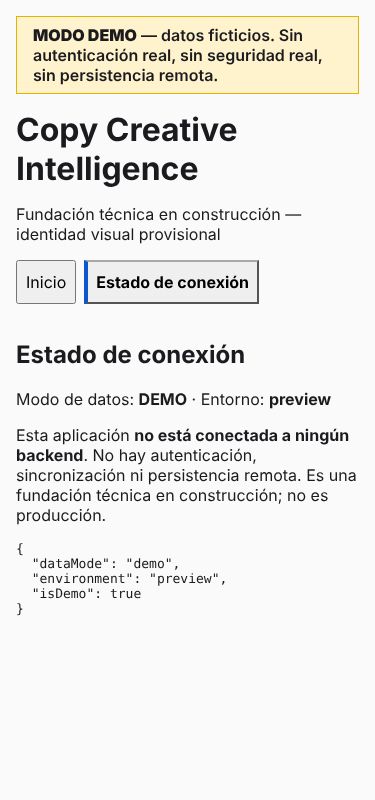 MODO DEMO — datos ficticios. Sin
autenticación real, sin seguridad real,
sin persistencia remota.
Copy Creative
Intelligence
Fundación técnica en construcción —
identidad visual provisional
Inicio
Estado de conexión
Estado de conexión
Modo de datos: DEMO · Entorno: preview
Esta aplicación no está conectada a ningún
backend. No hay autenticación,
sincronización ni persistencia remota. Es una
fundación técnica en construcción; no es
producción.
{
  "dataMode": "demo",
  "environment": "preview",
  "isDemo": true
}